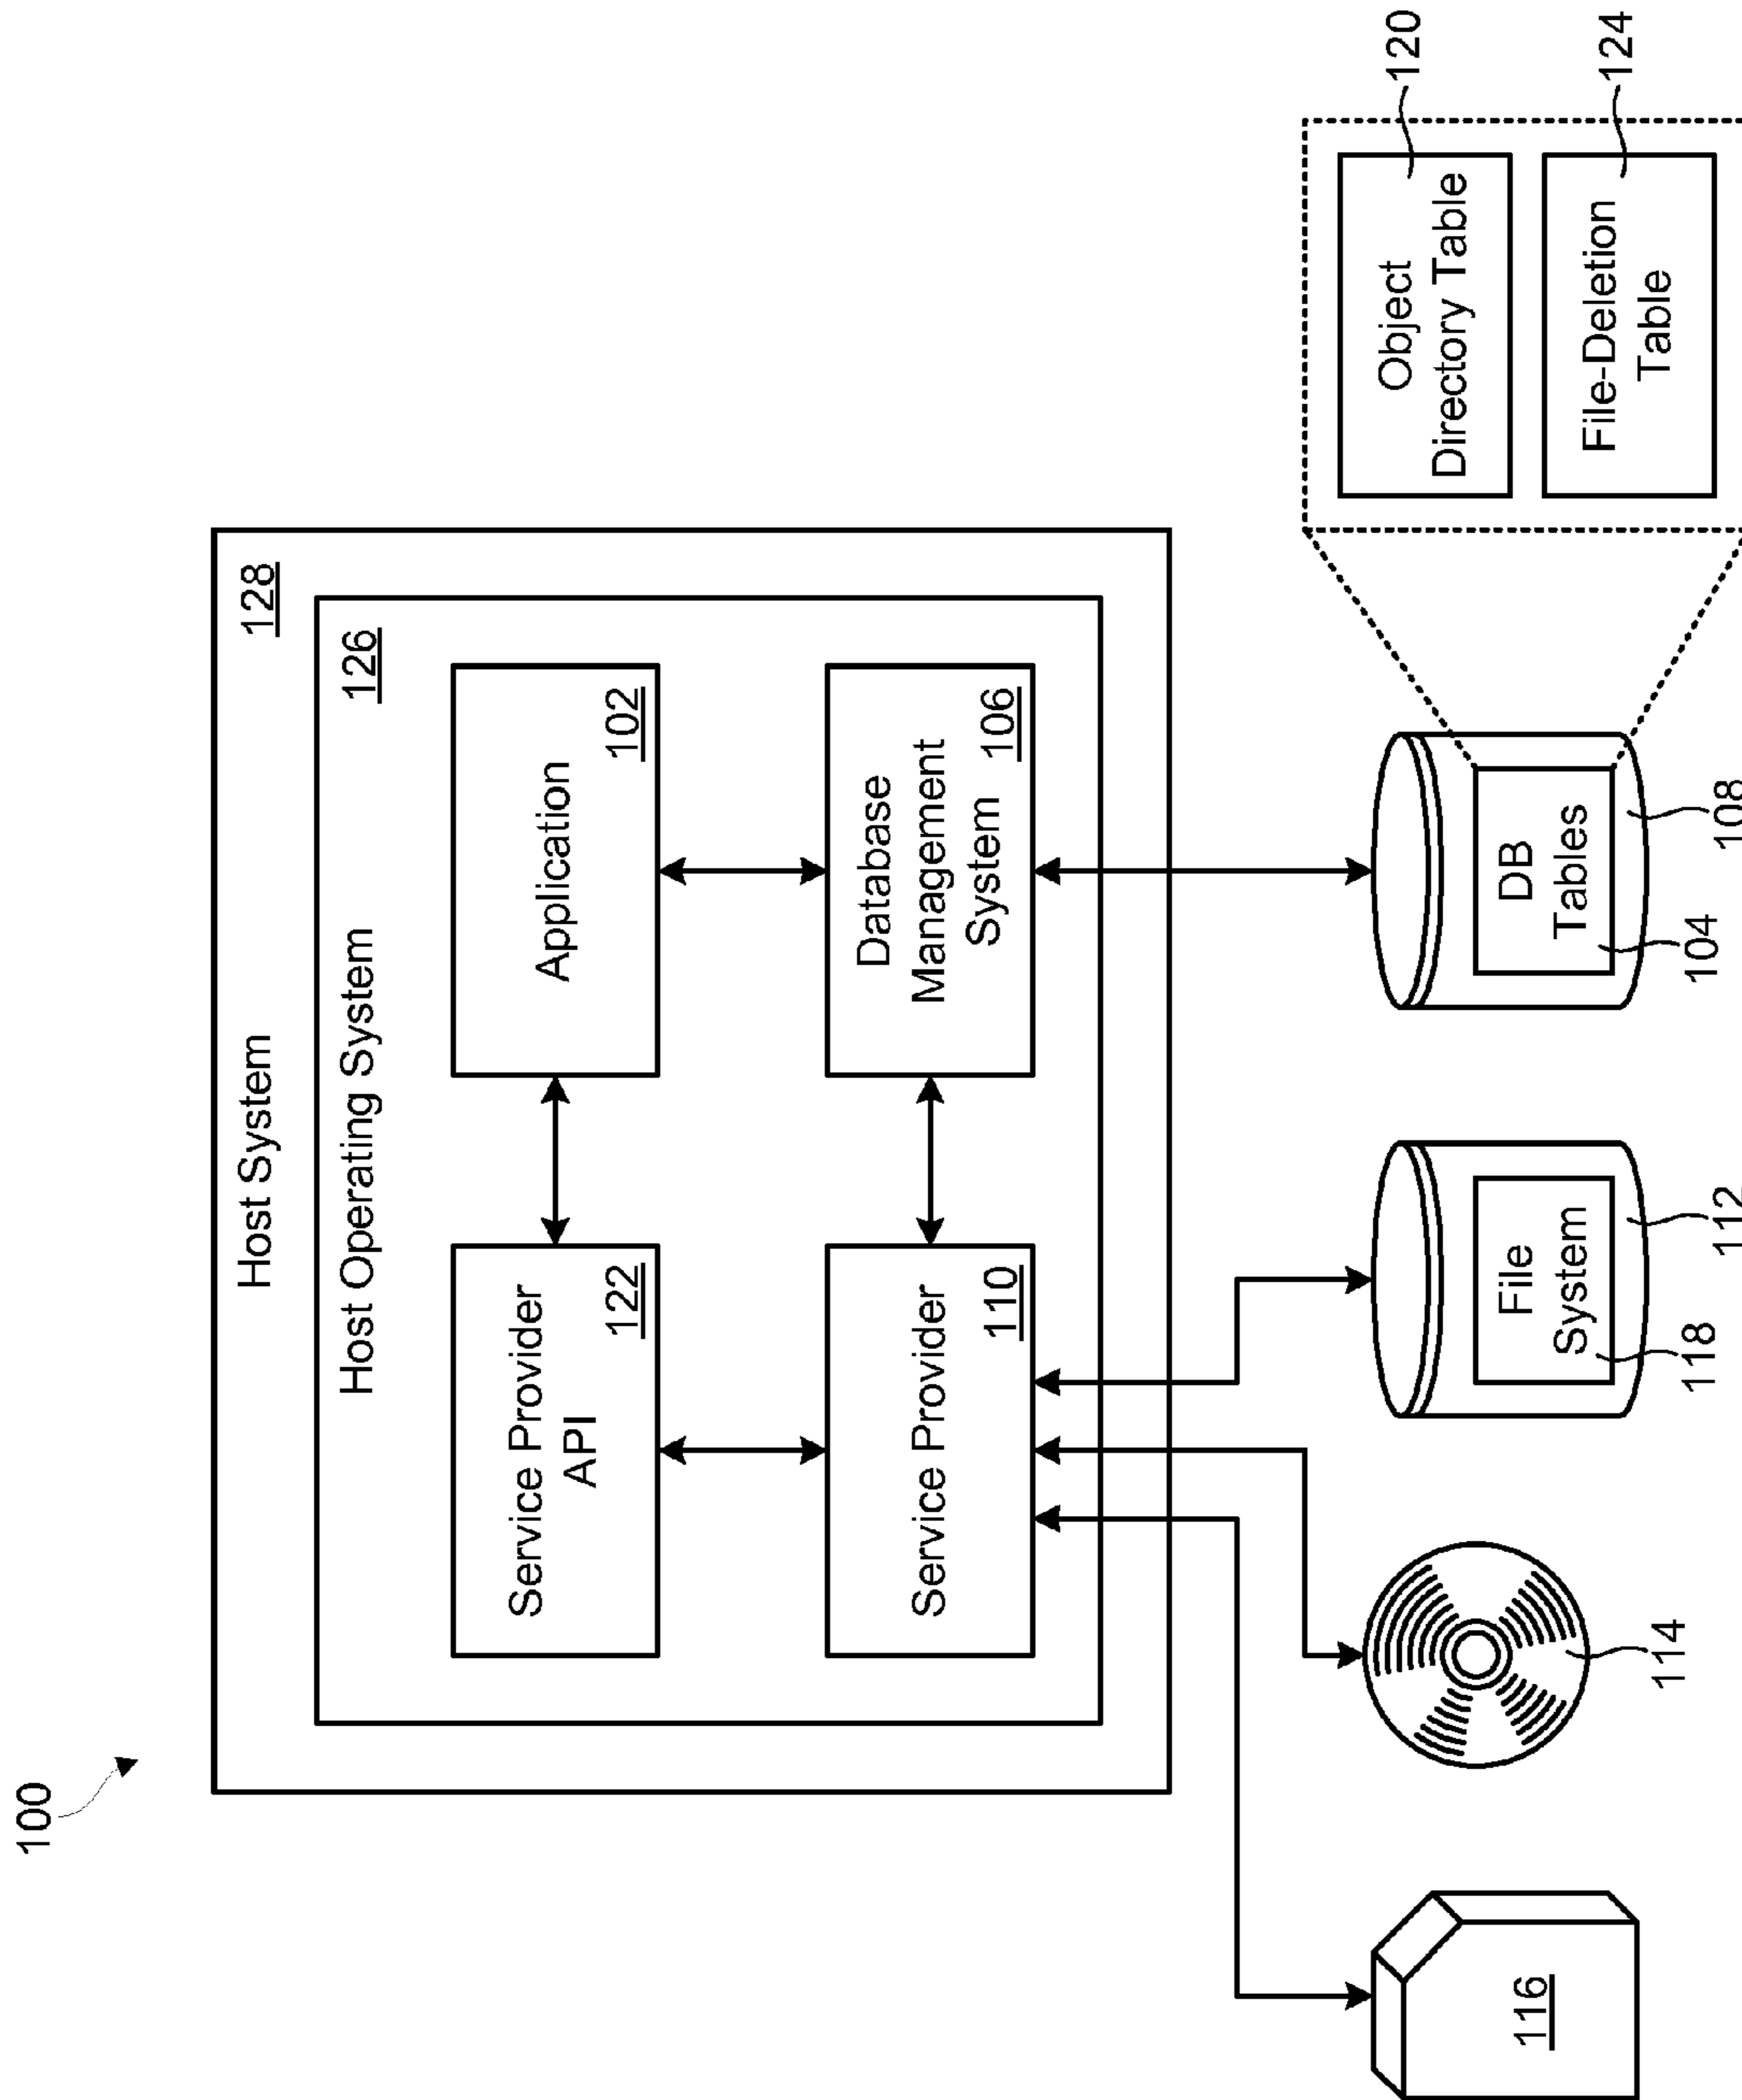 100
Host System
128
Host Operating System
126
Service Provider
API
122
Application
102
Service Provider
110
Database
Management
System
106
116
114
File
System
118
112
DB
Tables
104
108
Object
Directory Table
120
File-Deletion
Table
124